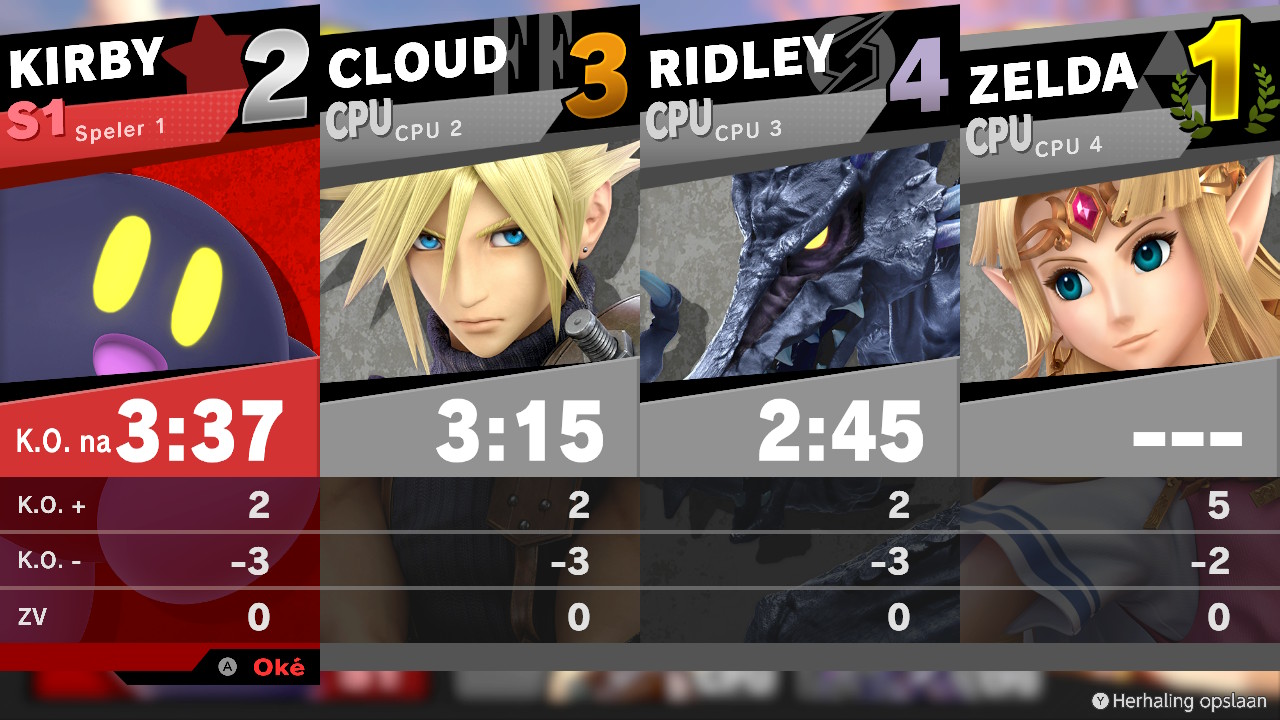 KIRBY 2
S1 Speler 1
CLOUD 3
CPU CPU 2
RIDLEY 4
CPU CPU 3
ZELDA 1
CPU CPU 4
K.O. na 3:37 3:15 2:45 ---
K.O. + 2 2 2 5
K.O. - -3 -3 -3 -2
ZV 0 0 0 0
A Oké
Y Herhaling opslaan